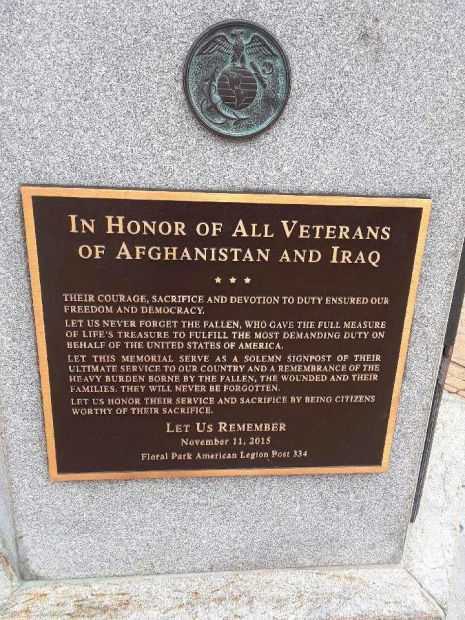 IN HONOR OF ALL VETERANS
OF AFGHANISTAN AND IRAQ
THEIR COURAGE, SACRIFICE AND DEVOTION TO DUTY ENSURED OUR
FREEDOM AND DEMOCRACY.
LET US NEVER FORGET THE FALLEN, WHO GAVE THE FULL MEASURE
OF LIFE'S TREASURE TO FULFILL THE MOST DEMANDING DUTY ON
BEHALF OF THE UNITED STATES OF AMERICA.
LET THIS MEMORIAL SERVE AS A SOLEMN SIGNPOST OF THEIR
ULTIMATE SERVICE TO OUR COUNTRY AND A REMEMBRANCE OF THE
HEAVY BURDEN BORNE BY THE FALLEN, THE WOUNDED AND THEIR
FAMILIES. THEY WILL NEVER BE FORGOTTEN.
LET US HONOR THEIR SERVICE AND SACRIFICE BY BEING CITIZENS
WORTHY OF THEIR SACRIFICE.
LET US REMEMBER
November 11, 2015
Floral Park American Legion Post 334